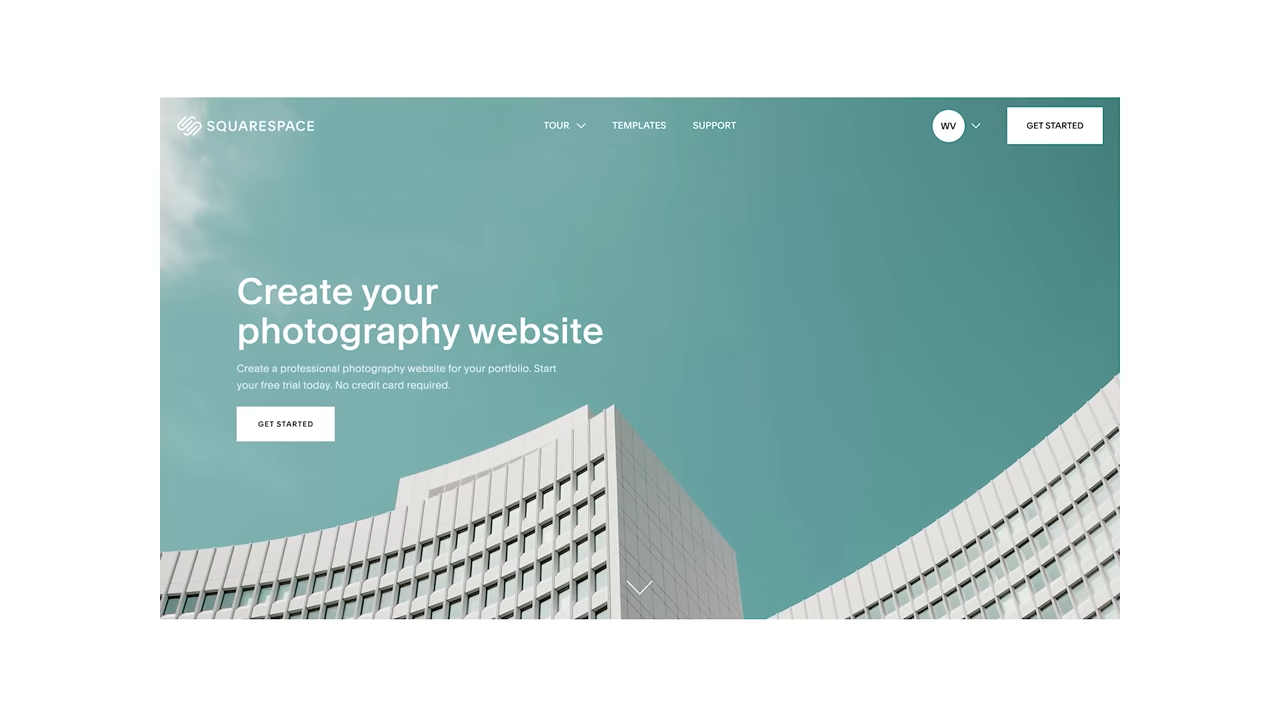 SQUARESPACE
TOUR
TEMPLATES
SUPPORT
WV
GET STARTED
Create your
photography website
Create a professional photography website for your portfolio. Start
your free trial today. No credit card required.
GET STARTED